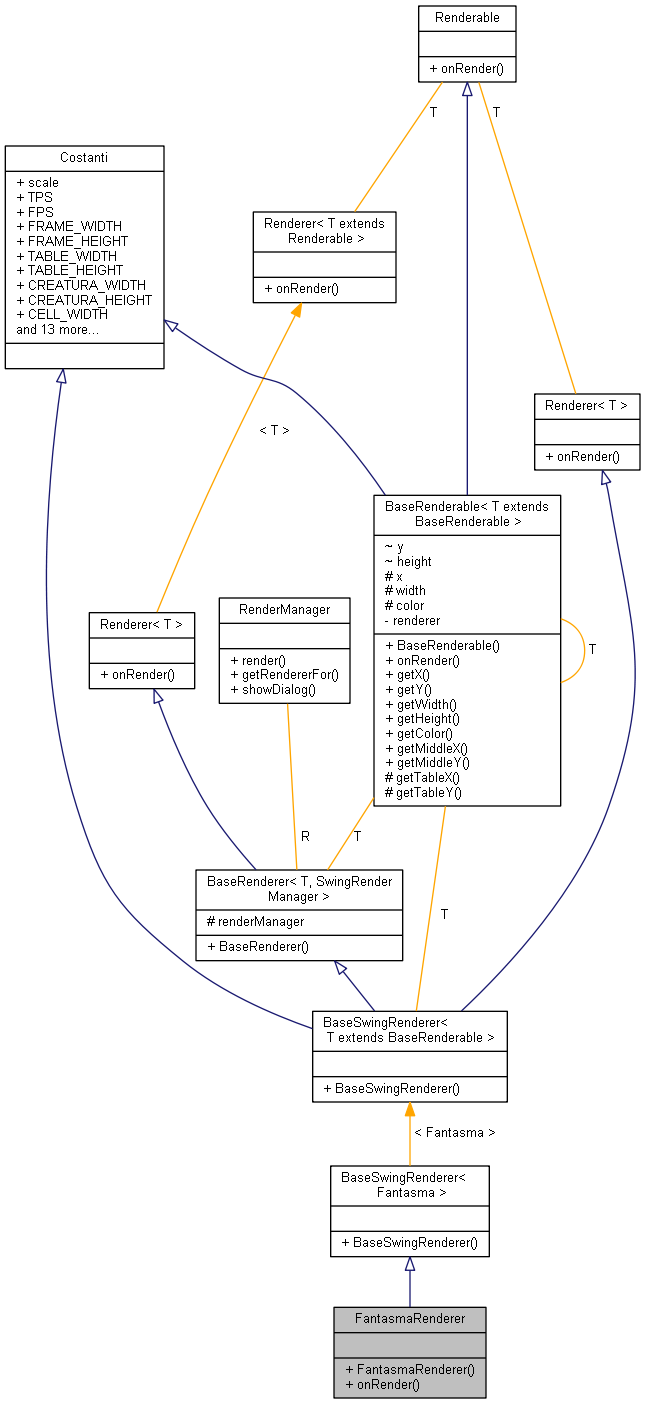 Renderable
+ onRender()
T
T
Costanti
+ scale
+ TPS
+ FPS
+ FRAME_WIDTH
+ FRAME_HEIGHT
+ TABLE_WIDTH
+ TABLE_HEIGHT
+ CREATURA_WIDTH
+ CREATURA_HEIGHT
+ CELL_WIDTH
and 13 more...
Renderer< T extends
Renderable >
+ onRender()
< T >
Renderer< T >
+ onRender()
BaseRenderable< T extends
BaseRenderable >
~ y
~ height
# x
# width
# color
- renderer
+ BaseRenderable()
+ onRender()
+ getX()
+ getY()
+ getWidth()
+ getHeight()
+ getColor()
+ getMiddleX()
+ getMiddleY()
# getTableX()
# getTableY()
T
Renderer< T >
+ onRender()
RenderManager
+ render()
+ getRendererFor()
+ showDialog()
R
T
BaseRenderer< T, SwingRender
Manager >
# renderManager
+ BaseRenderer()
T
BaseSwingRenderer<
T extends BaseRenderable >
+ BaseSwingRenderer()
< Fantasma >
BaseSwingRenderer<
Fantasma >
+ BaseSwingRenderer()
FantasmaRenderer
+ FantasmaRenderer()
+ onRender()